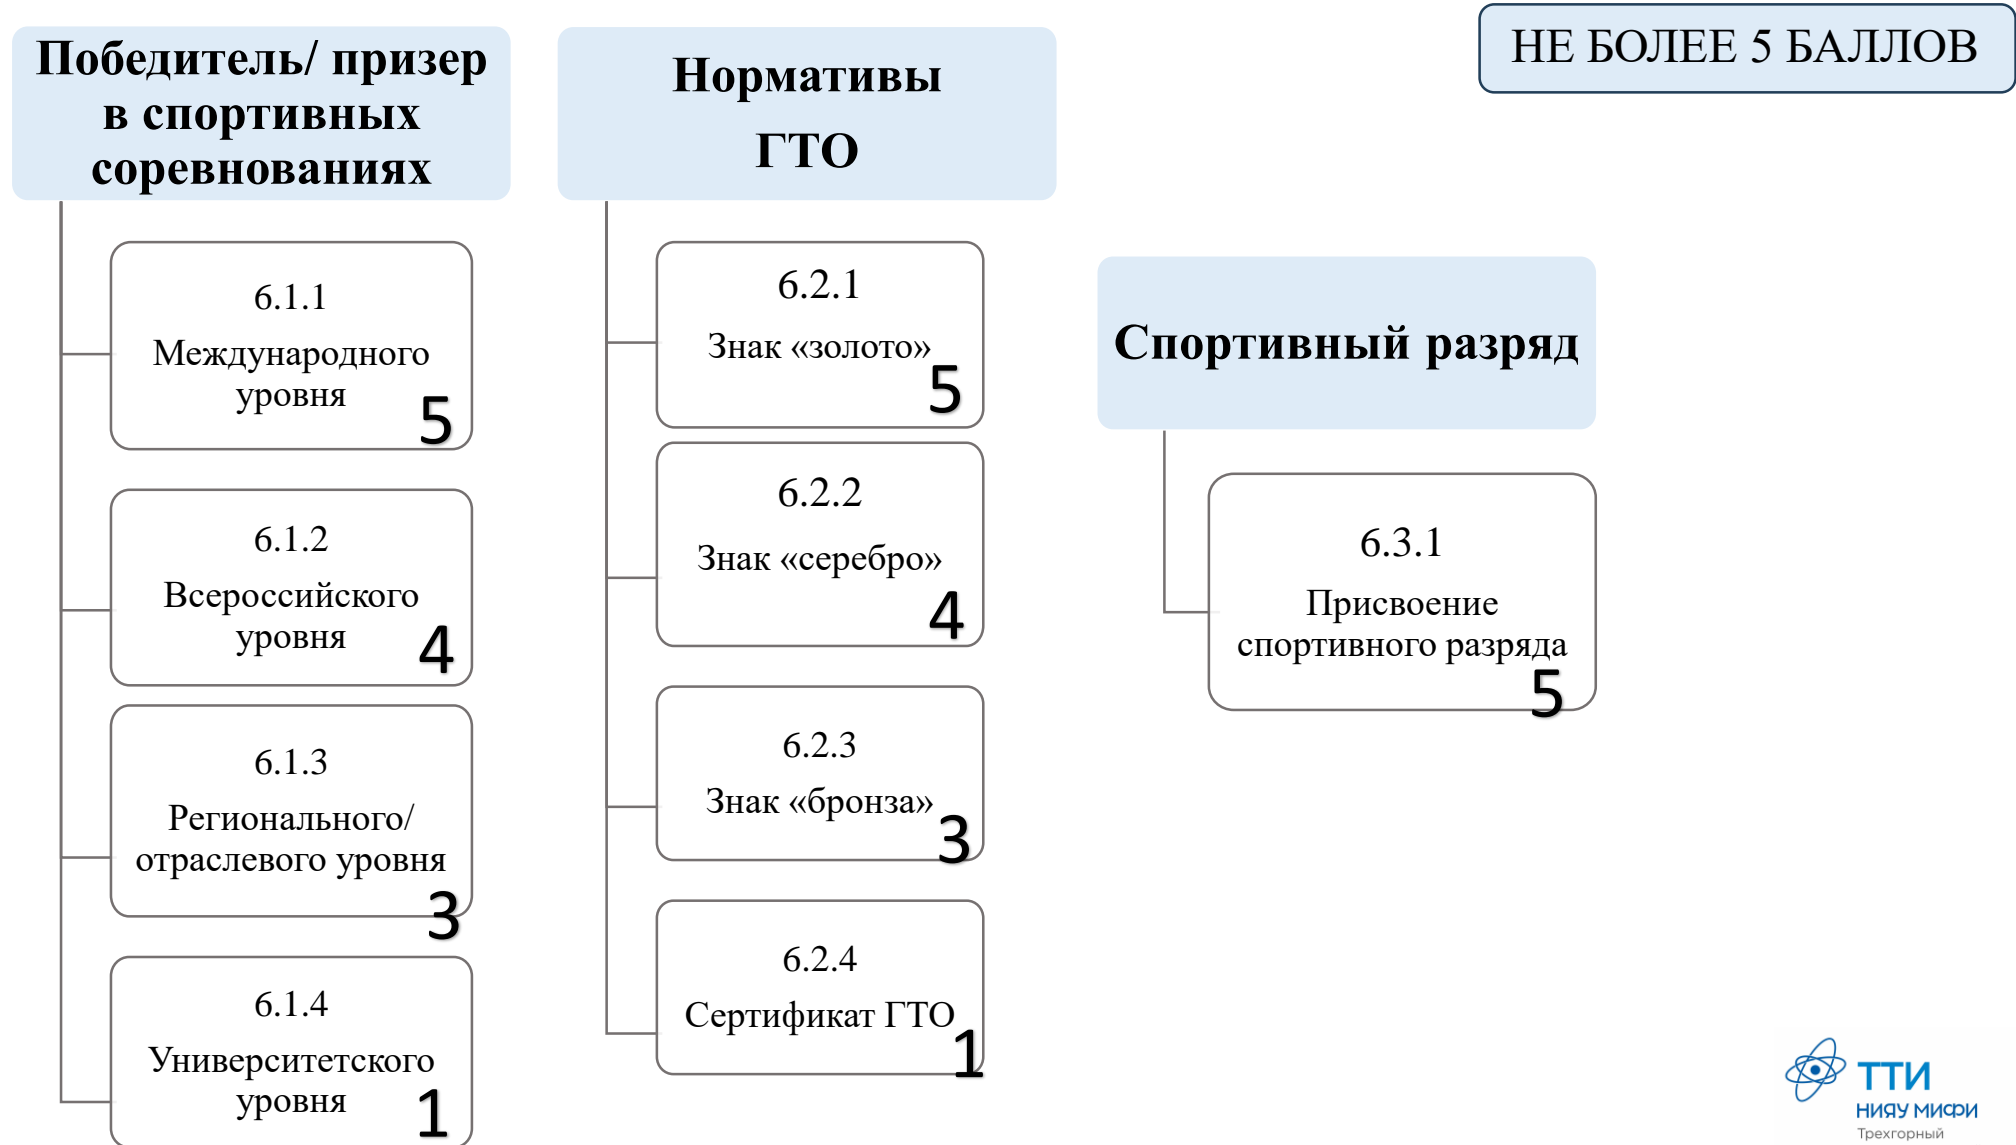 Победитель/ призер
в спортивных
соревнованиях
6.1.1
Международного
уровня
5
6.1.2
Всероссийского
уровня
4
6.1.3
Регионального/
отраслевого уровня
3
6.1.4
Университетского
уровня
1
Нормативы
ГТО
6.2.1
Знак «золото»
5
6.2.2
Знак «серебро»
4
6.2.3
Знак «бронза»
3
6.2.4
Сертификат ГТО
1
НЕ БОЛЕЕ 5 БАЛЛОВ
Спортивный разряд
6.3.1
Присвоение
спортивного разряда
5
ТТИ
НИЯУ МИФИ
Трехгорный